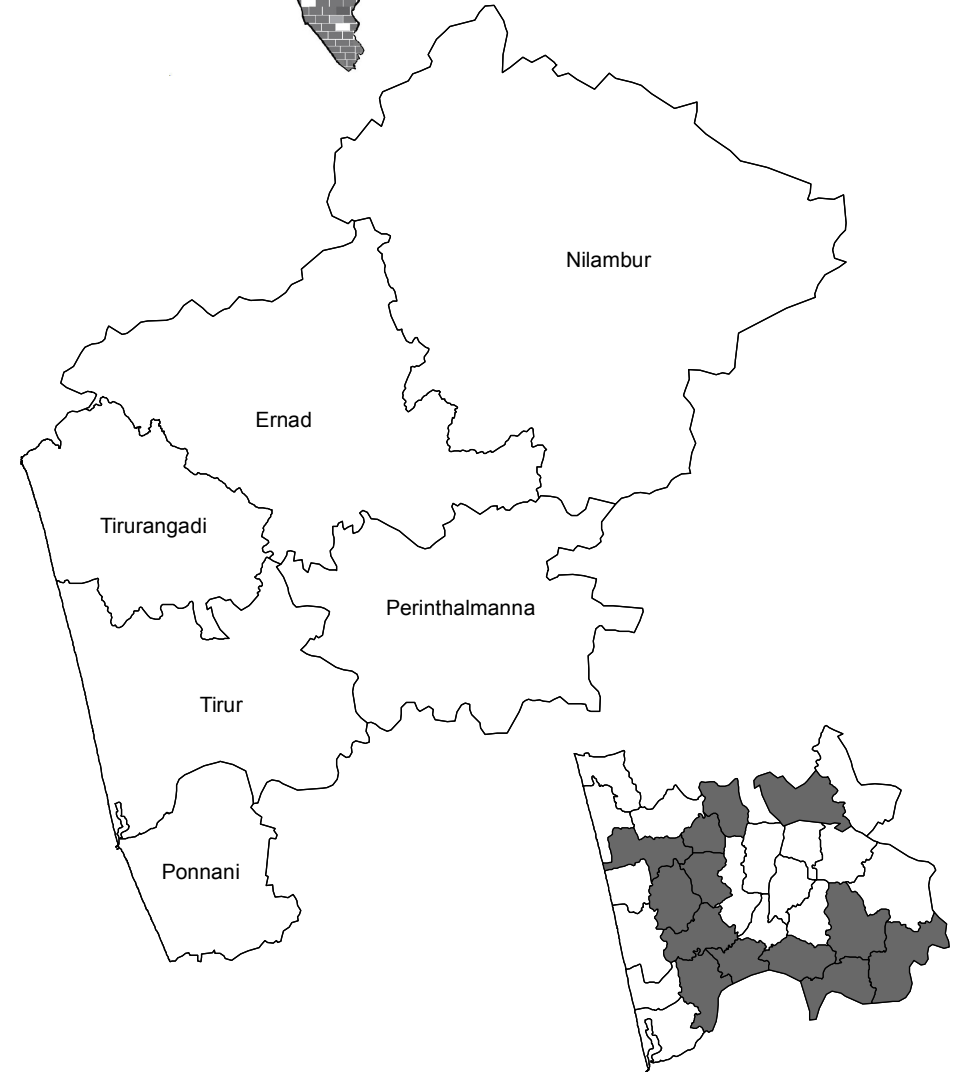 Nilambur
Ernad
Tirurangadi
Perinthalmanna
Tirur
Ponnani